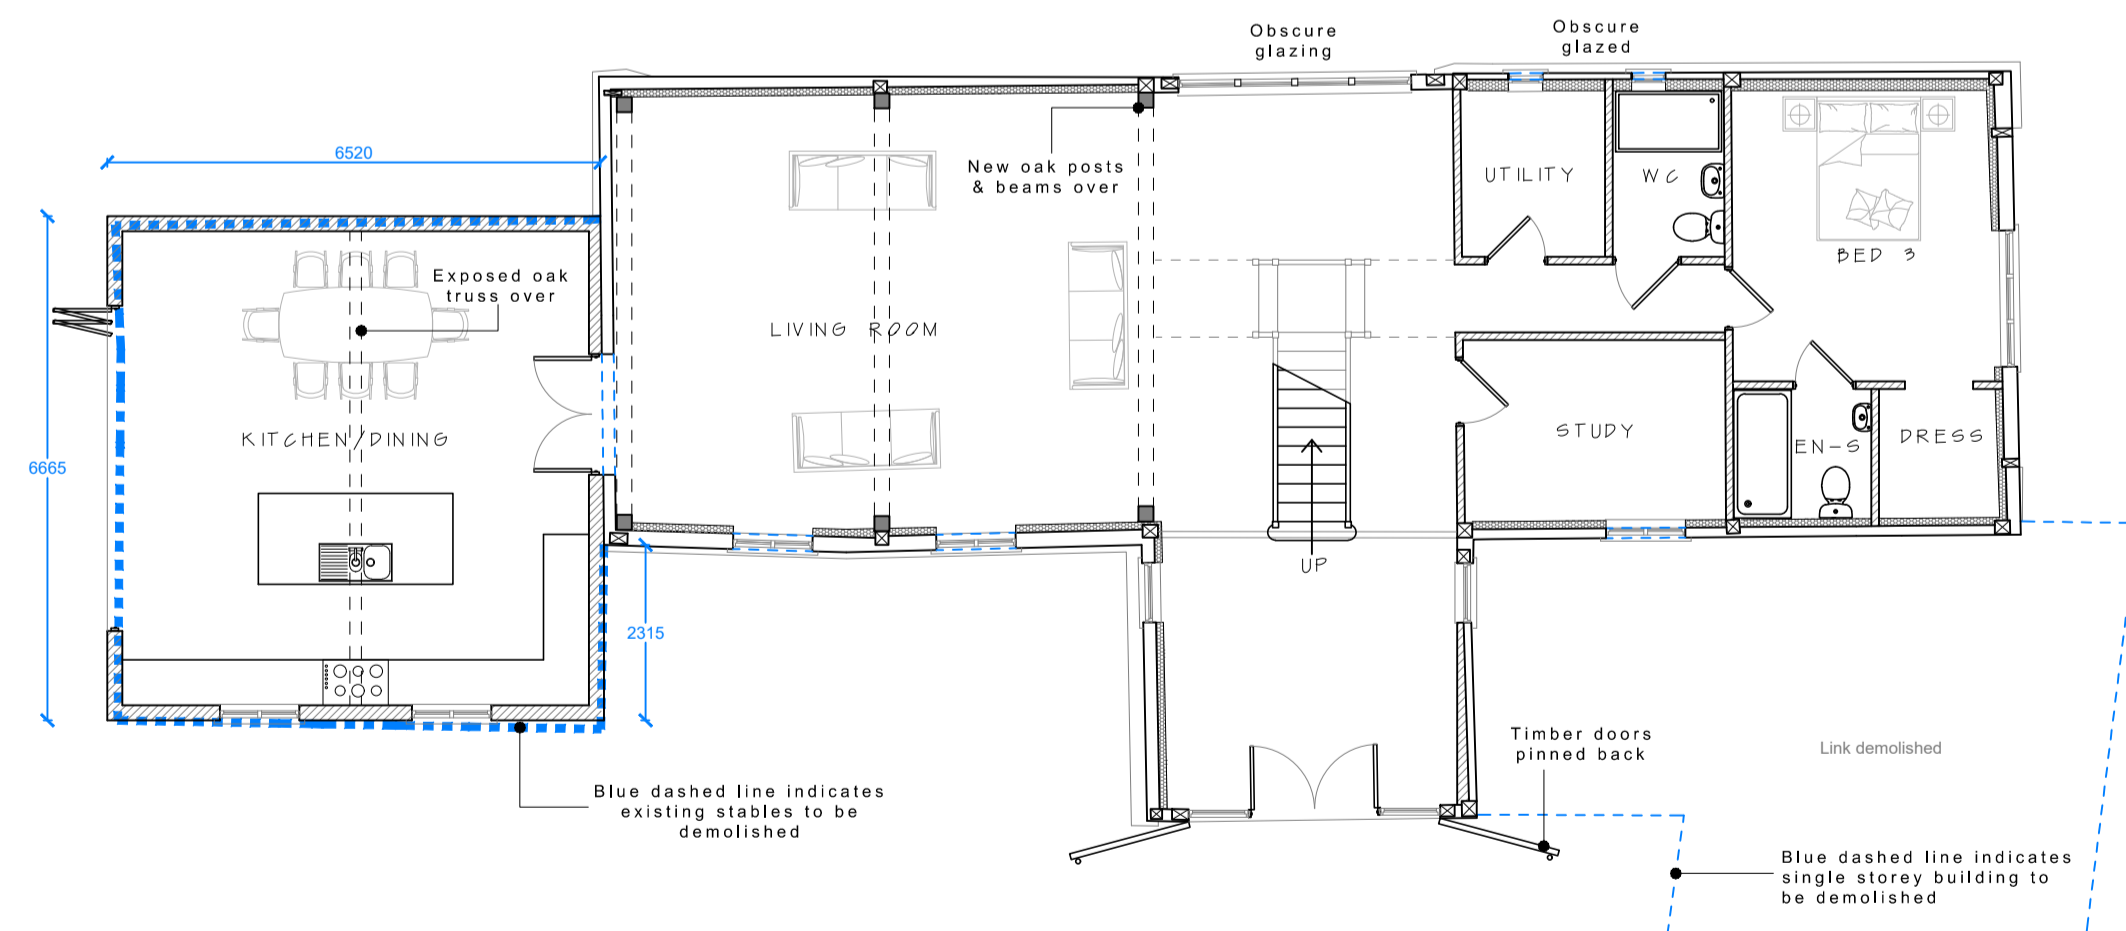 Obscure
glazing
Obscure
glazed
6520
New oak posts
& beams over
UTILITY
WC
BED 3
Exposed oak
truss over
LIVING ROOM
KITCHEN/DINING
STUDY
EN-S
DRESS
6665
UP
2315
Timber doors
pinned back
Link demolished
Blue dashed line indicates
existing stables to be
demolished
Blue dashed line indicates
single storey building to
be demolished